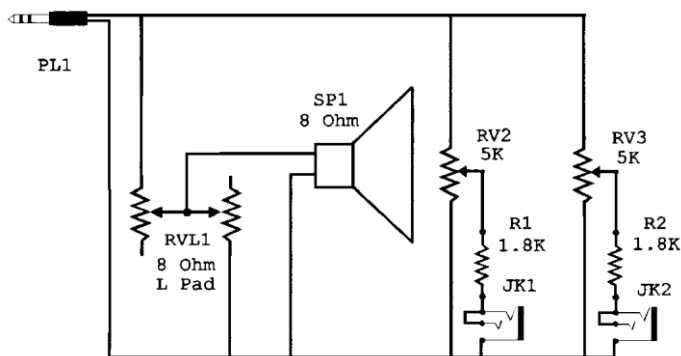 PL1
SP1
8 Ohm
RV2
5K
RV3
5K
RVL1
8 Ohm
L Pad
R1
1.8K
R2
1.8K
JK1
JK2